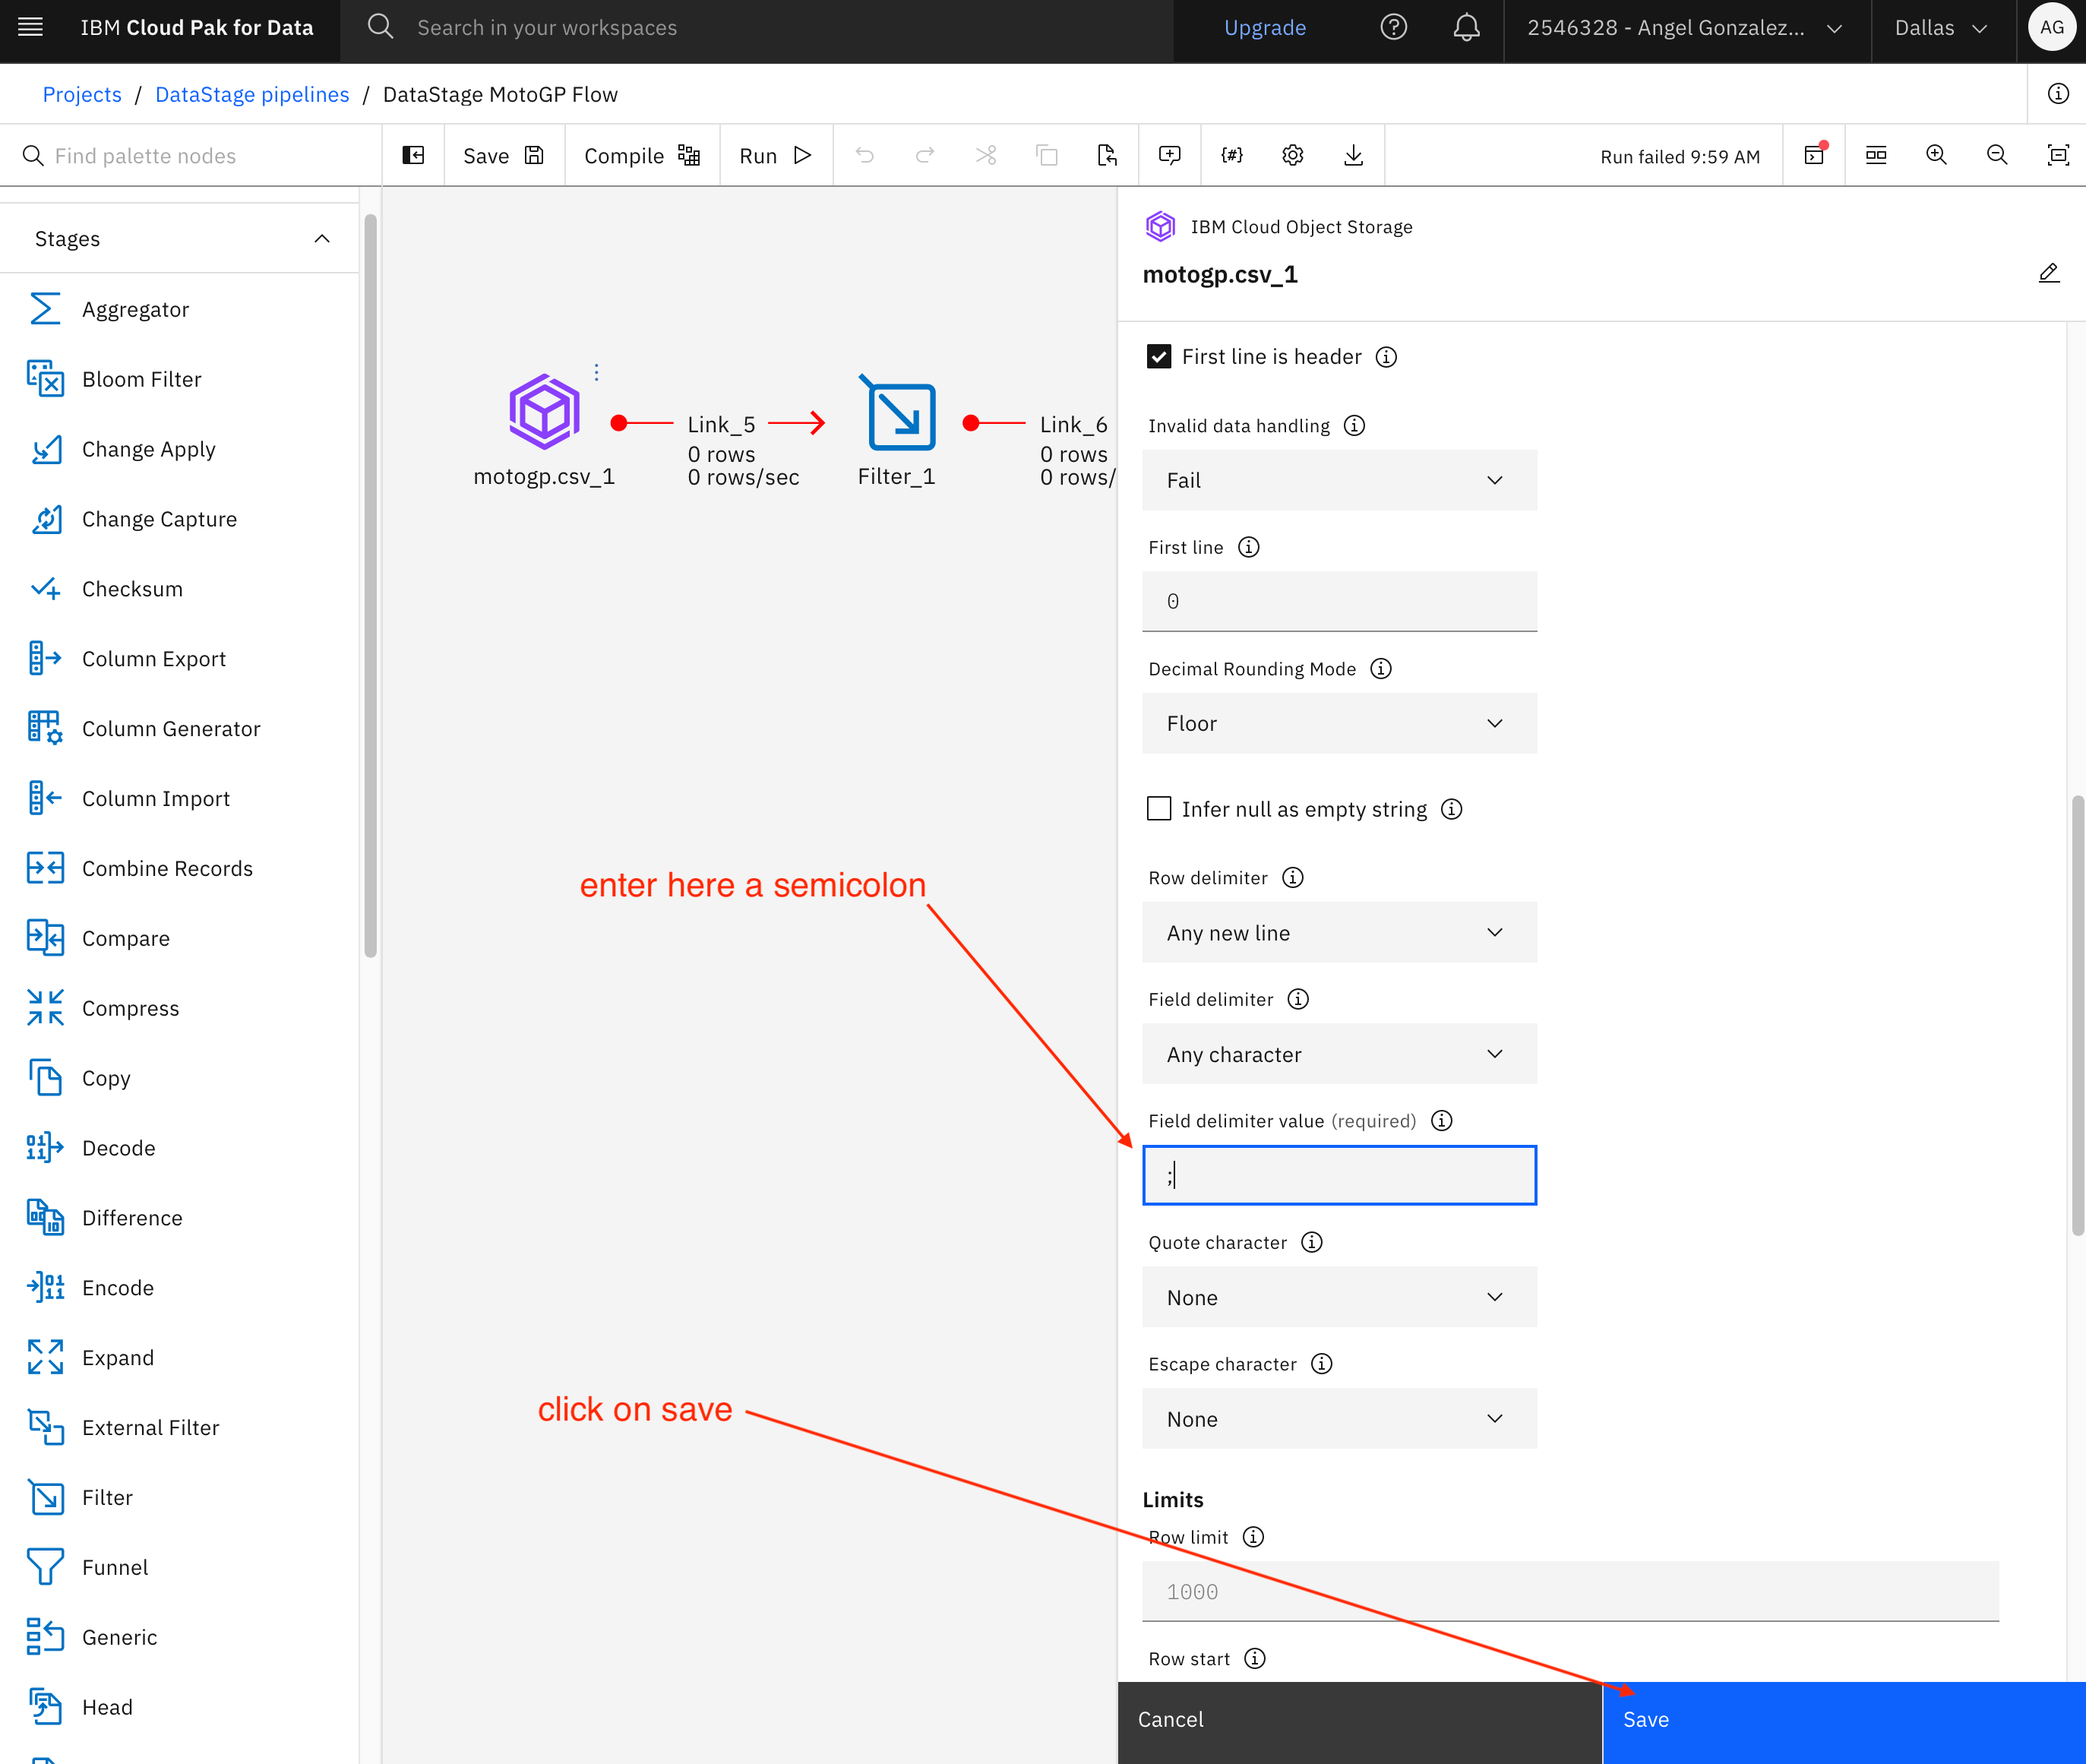 IBM Cloud Pak for Data
Search in your workspaces
Upgrade
2546328 - Angel Gonzalez...
Dallas
AG
Projects / DataStage pipelines / DataStage MotoGP Flow
Find palette nodes
Save
Compile
Run
Run failed 9:59 AM
Stages
Aggregator
Bloom Filter
Change Apply
Change Capture
Checksum
Column Export
Column Generator
Column Import
Combine Records
Compare
Compress
Copy
Decode
Difference
Encode
Expand
External Filter
Filter
Funnel
Generic
Head
motogp.csv_1
Link_5
0 rows
0 rows/sec
Filter_1
Link_6
0 rows
0 rows/
enter here a semicolon
click on save
IBM Cloud Object Storage
motogp.csv_1
First line is header
Invalid data handling
Fail
First line
0
Decimal Rounding Mode
Floor
Infer null as empty string
Row delimiter
Any new line
Field delimiter
Any character
Field delimiter value (required)
;
Quote character
None
Escape character
None
Limits
Row limit
1000
Row start
Cancel
Save